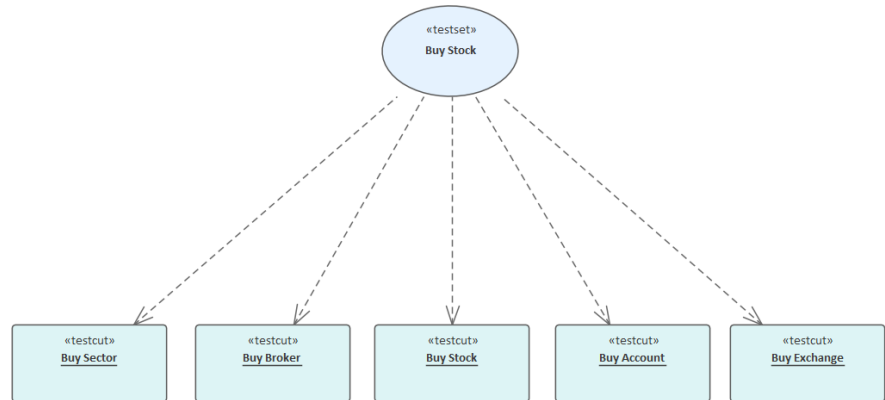 «testset»
Buy Stock
«testcut»
Buy Sector
«testcut»
Buy Broker
«testcut»
Buy Stock
«testcut»
Buy Account
«testcut»
Buy Exchange